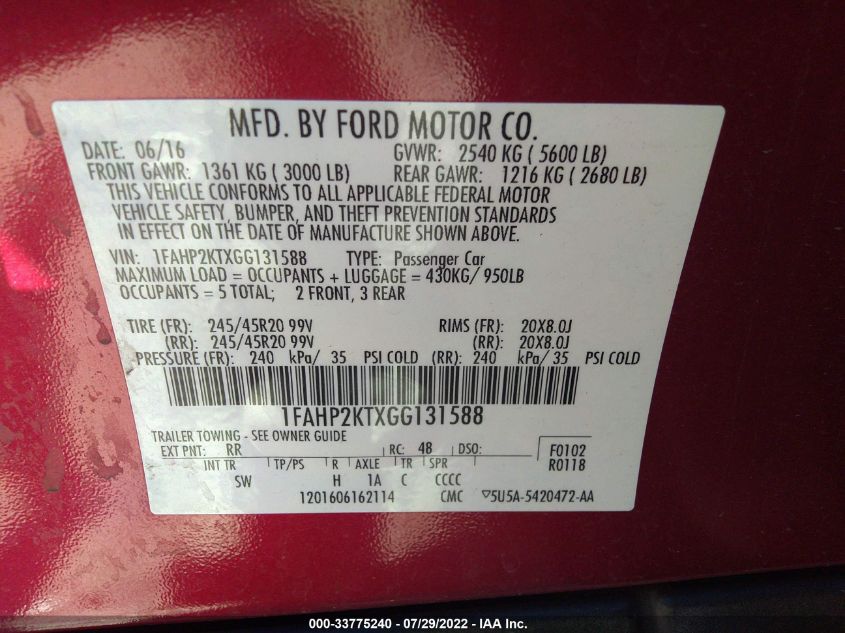 MFD. BY FORD MOTOR CO.
DATE: 06/16 GVWR: 2540 KG ( 5600 LB)
FRONT GAWR: 1361 KG ( 3000 LB) REAR GAWR: 1216 KG ( 2680 LB)
THIS VEHICLE CONFORMS TO ALL APPLICABLE FEDERAL MOTOR
VEHICLE SAFETY, BUMPER, AND THEFT PREVENTION STANDARDS
IN EFFECT ON THE DATE OF MANUFACTURE SHOWN ABOVE.
VIN: 1FAHP2KTXGG131588 TYPE: Passenger Car
MAXIMUM LOAD = OCCUPANTS + LUGGAGE = 430KG/ 950LB
OCCUPANTS = 5 TOTAL; 2 FRONT, 3 REAR
TIRE (FR): 245/45R20 99V RIMS (FR): 20X8.0J
(RR): 245/45R20 99V (RR): 20X8.0J
PRESSURE (FR): 240 kPa/ 35 PSI COLD (RR): 240 kPa/ 35 PSI COLD
1FAHP2KTXGG131588
TRAILER TOWING - SEE OWNER GUIDE
EXT PNT: RR RC: 48 DSO: F0102
INT TR TP/PS R AXLE TR SPR R0118
SW H 1A C CCCC
1201606162114 CMC ▽5U5A-5420472-AA
000-33775240 - 07/29/2022 - IAA Inc.